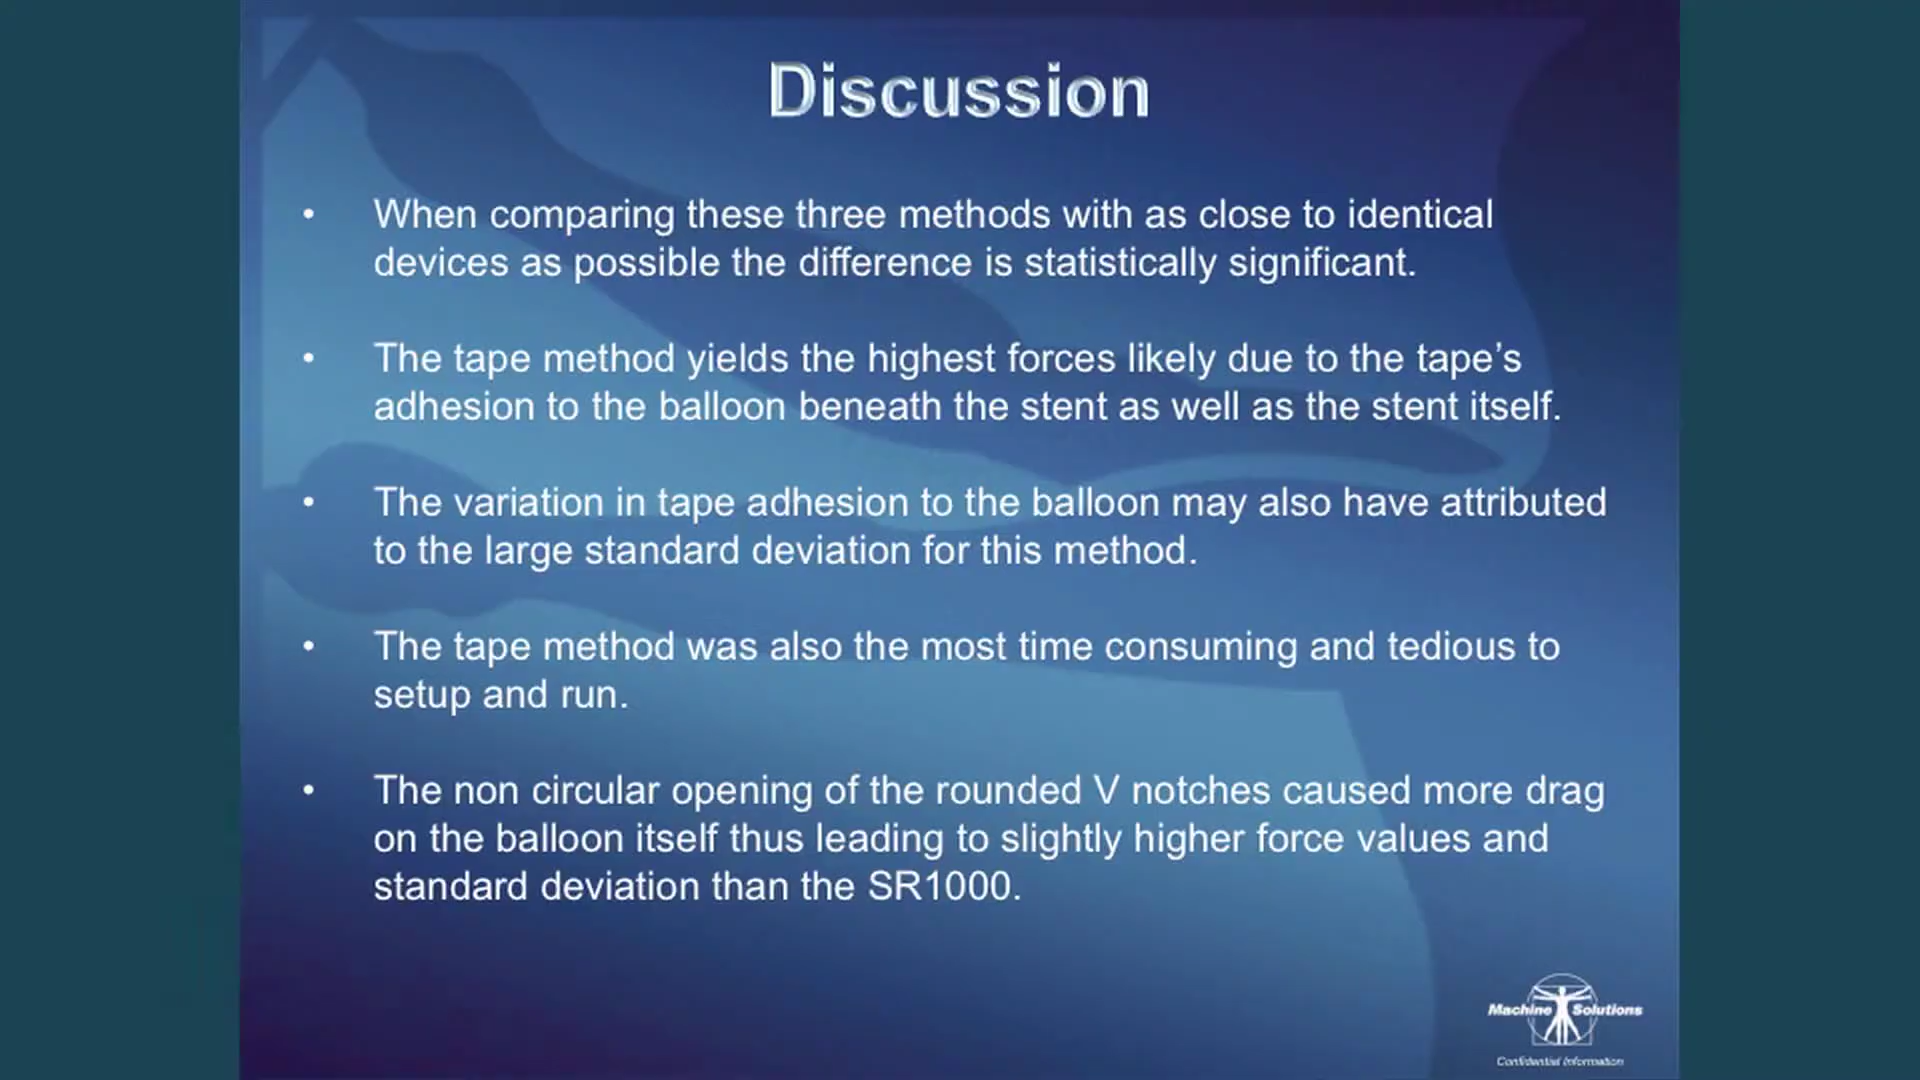 Discussion
• When comparing these three methods with as close to identical
devices as possible the difference is statistically significant.
• The tape method yields the highest forces likely due to the tape’s
adhesion to the balloon beneath the stent as well as the stent itself.
• The variation in tape adhesion to the balloon may also have attributed
to the large standard deviation for this method.
• The tape method was also the most time consuming and tedious to
setup and run.
• The non circular opening of the rounded V notches caused more drag
on the balloon itself thus leading to slightly higher force values and
standard deviation than the SR1000.
Machine Solutions
Confidential Information